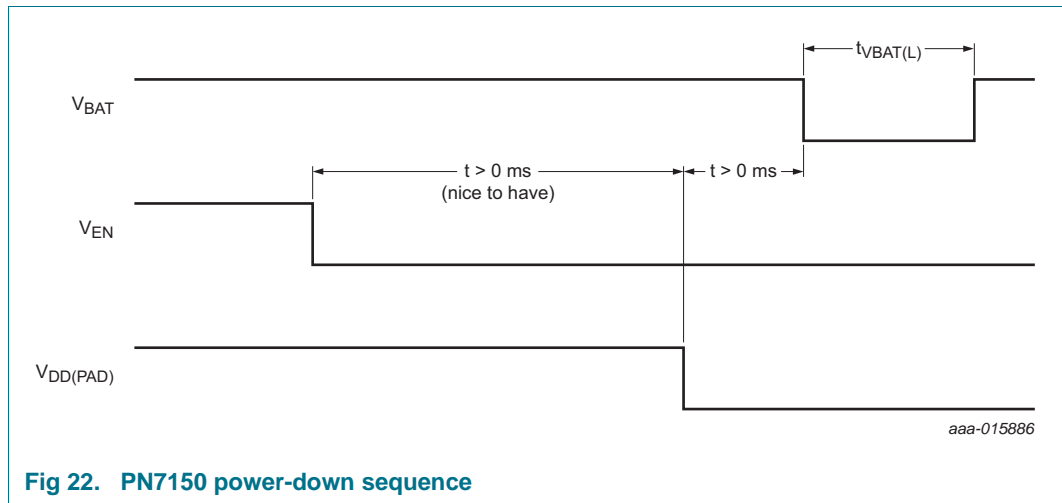 tVBAT(L)
VBAT
t > 0 ms
(nice to have)
t > 0 ms
VEN
VDD(PAD)
aaa-015886
Fig 22. PN7150 power-down sequence